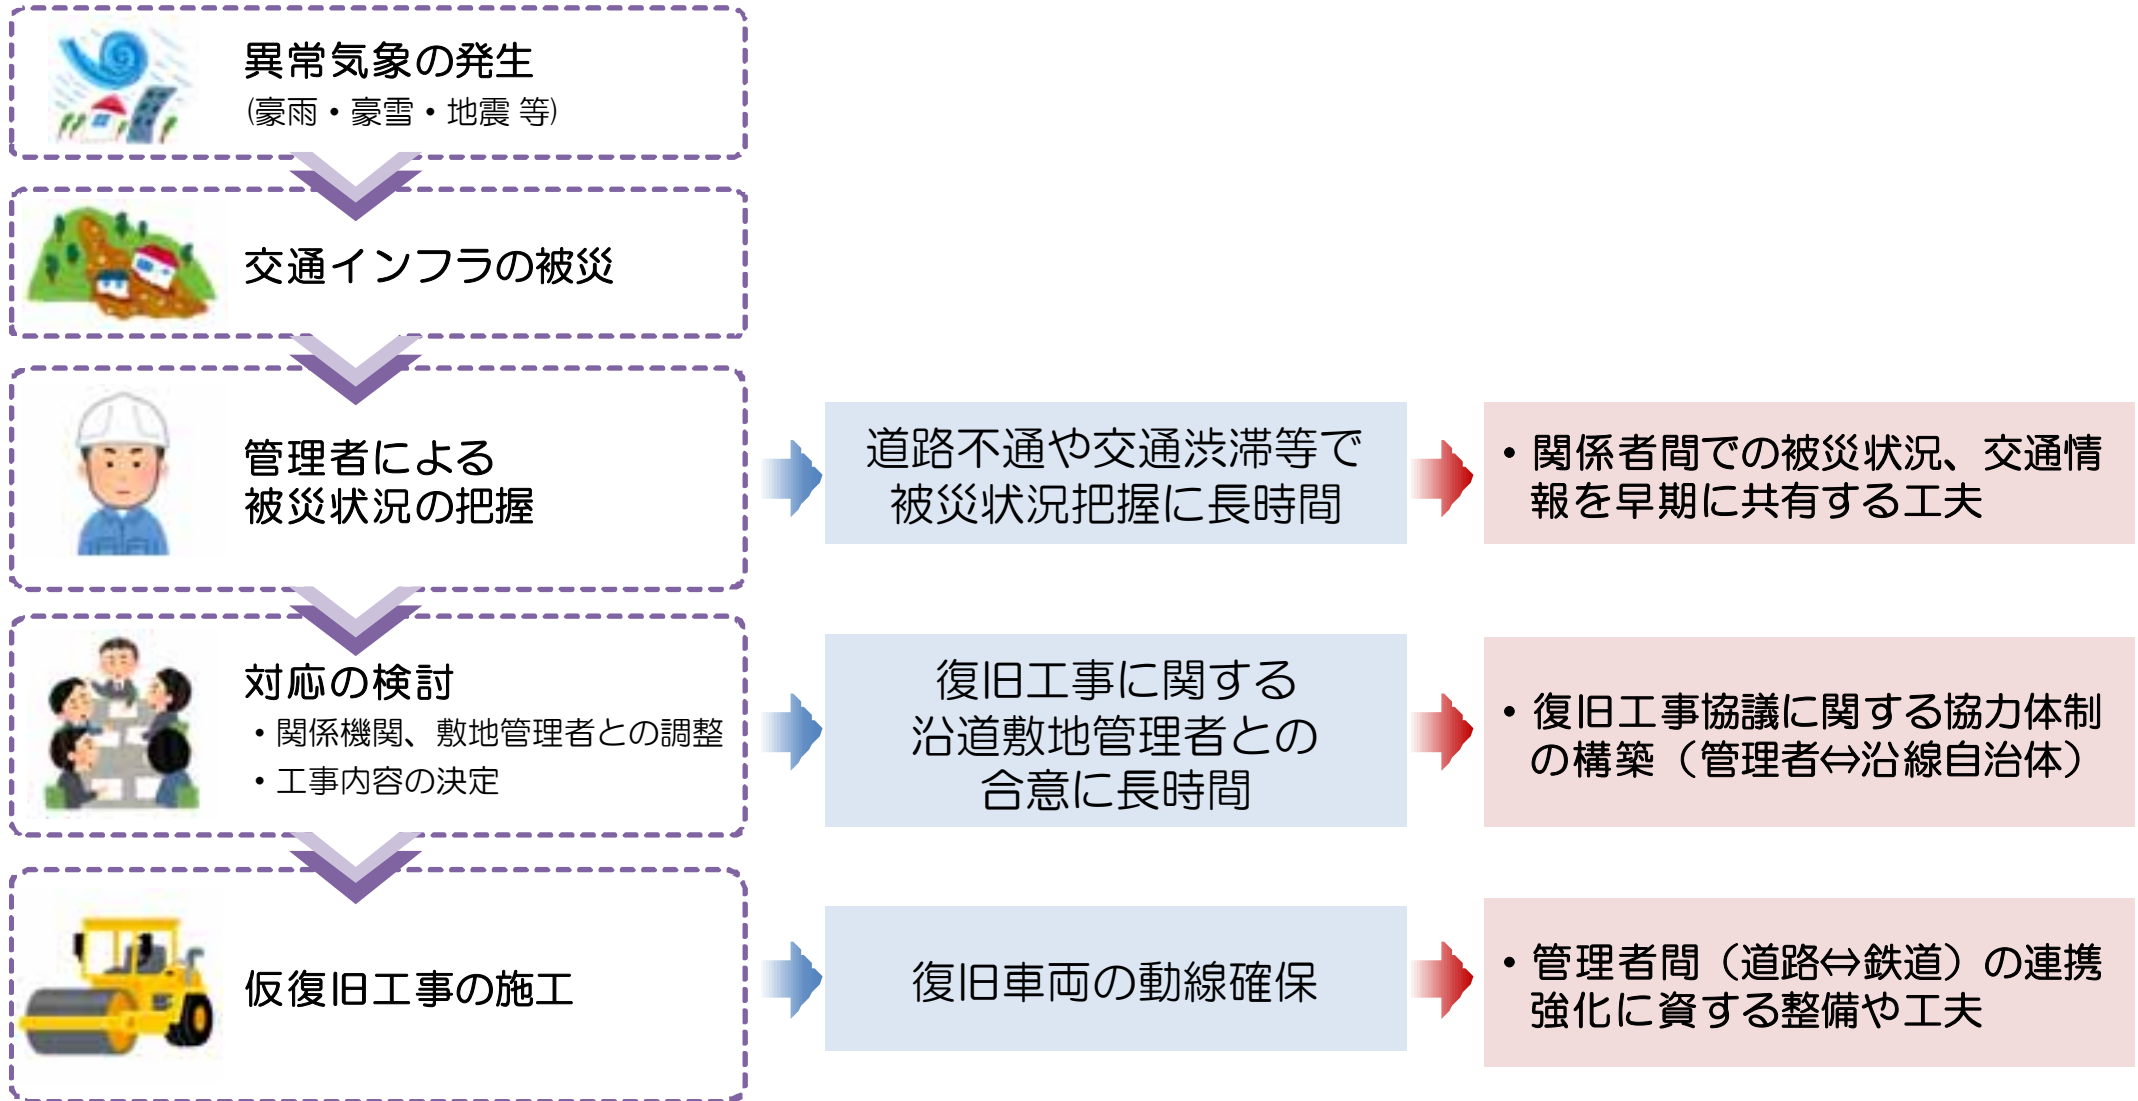 異常気象の発生
(豪雨・豪雪・地震 等)
交通インフラの被災
管理者による
被災状況の把握
道路不通や交通渋滞等で
被災状況把握に長時間
・関係者間での被災状況、交通情
報を早期に共有する工夫
対応の検討
・関係機関、敷地管理者との調整
・工事内容の決定
復旧工事に関する
沿道敷地管理者との
合意に長時間
・復旧工事協議に関する協力体制
の構築（管理者⇔沿線自治体）
仮復旧工事の施工
復旧車両の動線確保
・管理者間（道路⇔鉄道）の連携
強化に資する整備や工夫